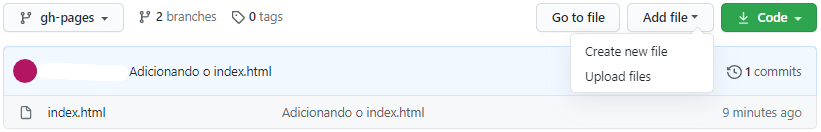 gh-pages 2 branches 0 tags Go to file Add file Code
Create new file
Adicionando o index.html 1 commits
Upload files
index.html Adicionando o index.html 9 minutes ago